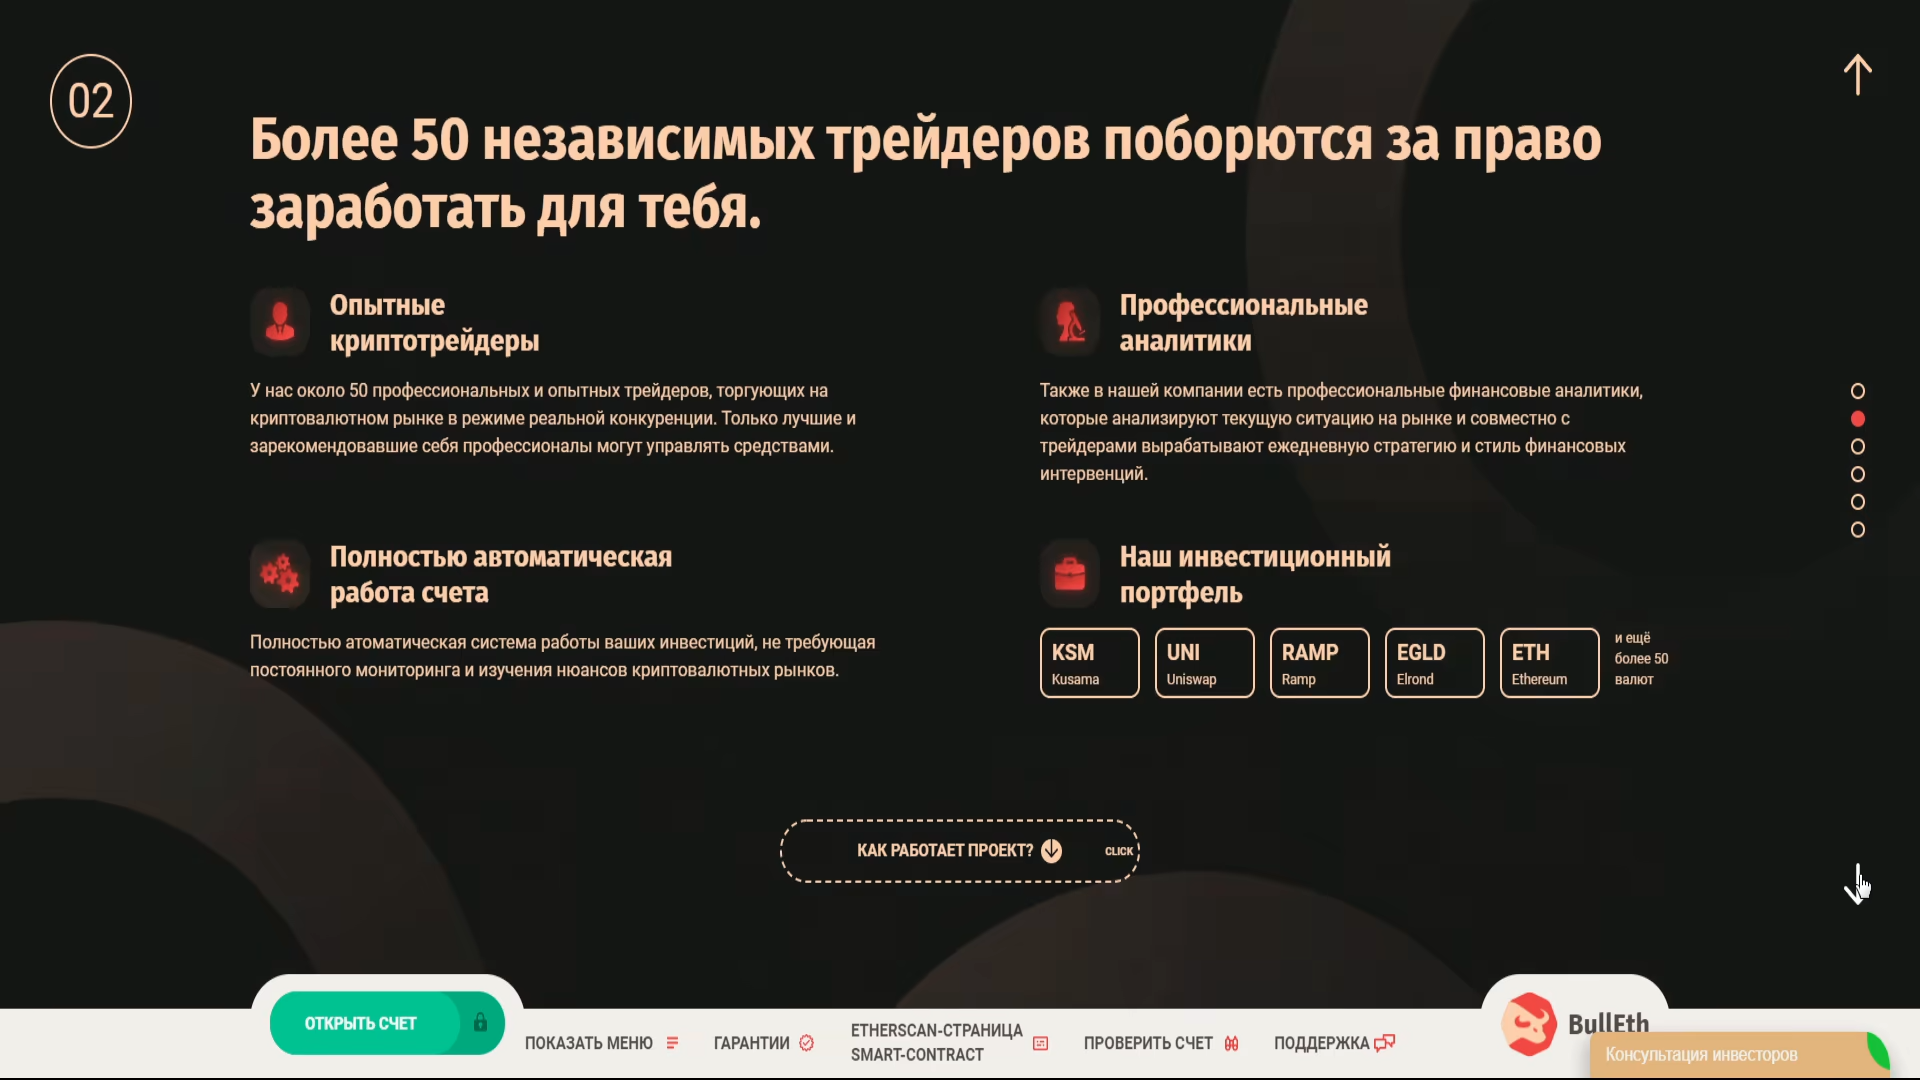 02
Более 50 независимых трейдеров поборются за право
заработать для тебя.
Опытные
криптотрейдеры
У нас около 50 профессиональных и опытных трейдеров, торгующих на
криптовалютном рынке в режиме реальной конкуренции. Только лучшие и
зарекомендовавшие себя профессионалы могут управлять средствами.
Профессиональные
аналитики
Также в нашей компании есть профессиональные финансовые аналитики,
которые анализируют текущую ситуацию на рынке и совместно с
трейдерами вырабатывают ежедневную стратегию и стиль финансовых
интервенций.
Полностью автоматическая
работа счета
Полностью атоматическая система работы ваших инвестиций, не требующая
постоянного мониторинга и изучения нюансов криптовалютных рынков.
Наш инвестиционный
портфель
KSM
Kusama
UNI
Uniswap
RAMP
Ramp
EGLD
Elrond
ETH
Ethereum
и ещё
более 50
валют
КАК РАБОТАЕТ ПРОЕКТ?
CLICK
ОТКРЫТЬ СЧЕТ
ПОКАЗАТЬ МЕНЮ
ГАРАНТИИ
ETHERSCAN-СТРАНИЦА
SMART-CONTRACT
ПРОВЕРИТЬ СЧЕТ
ПОДДЕРЖКА
BullEth
Консультация инвесторов